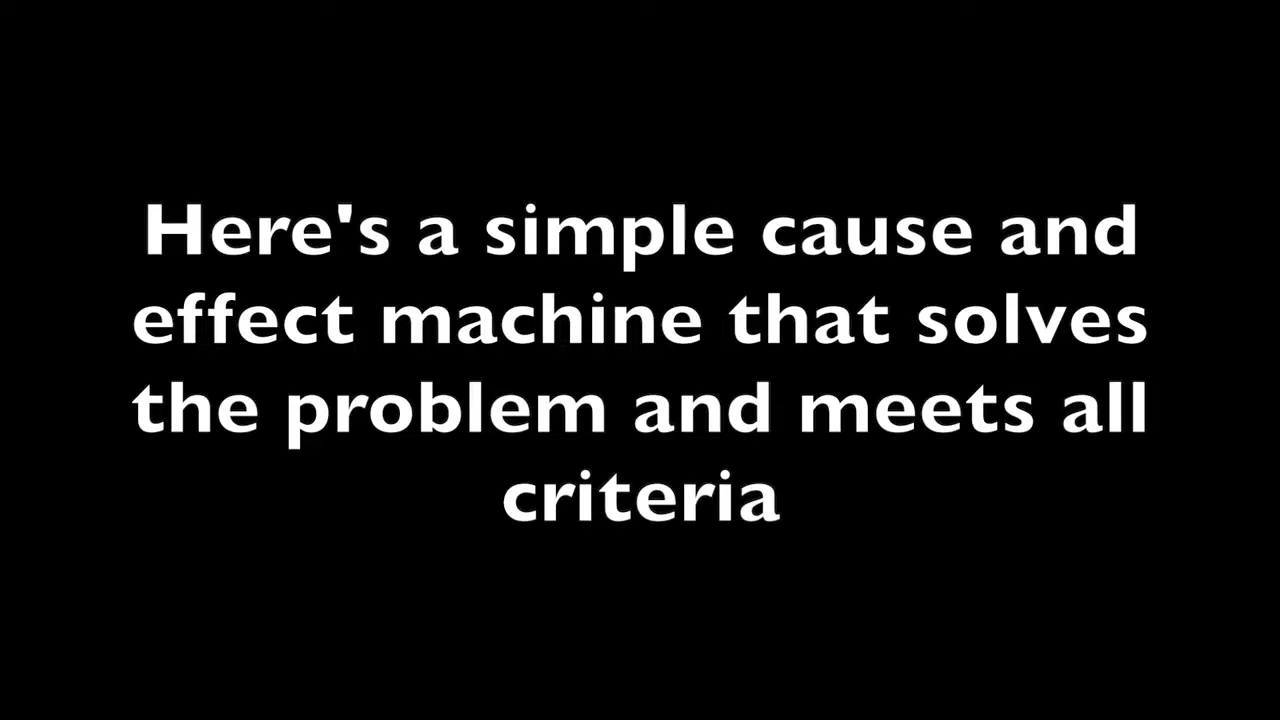 Here's a simple cause and
effect machine that solves
the problem and meets all
criteria